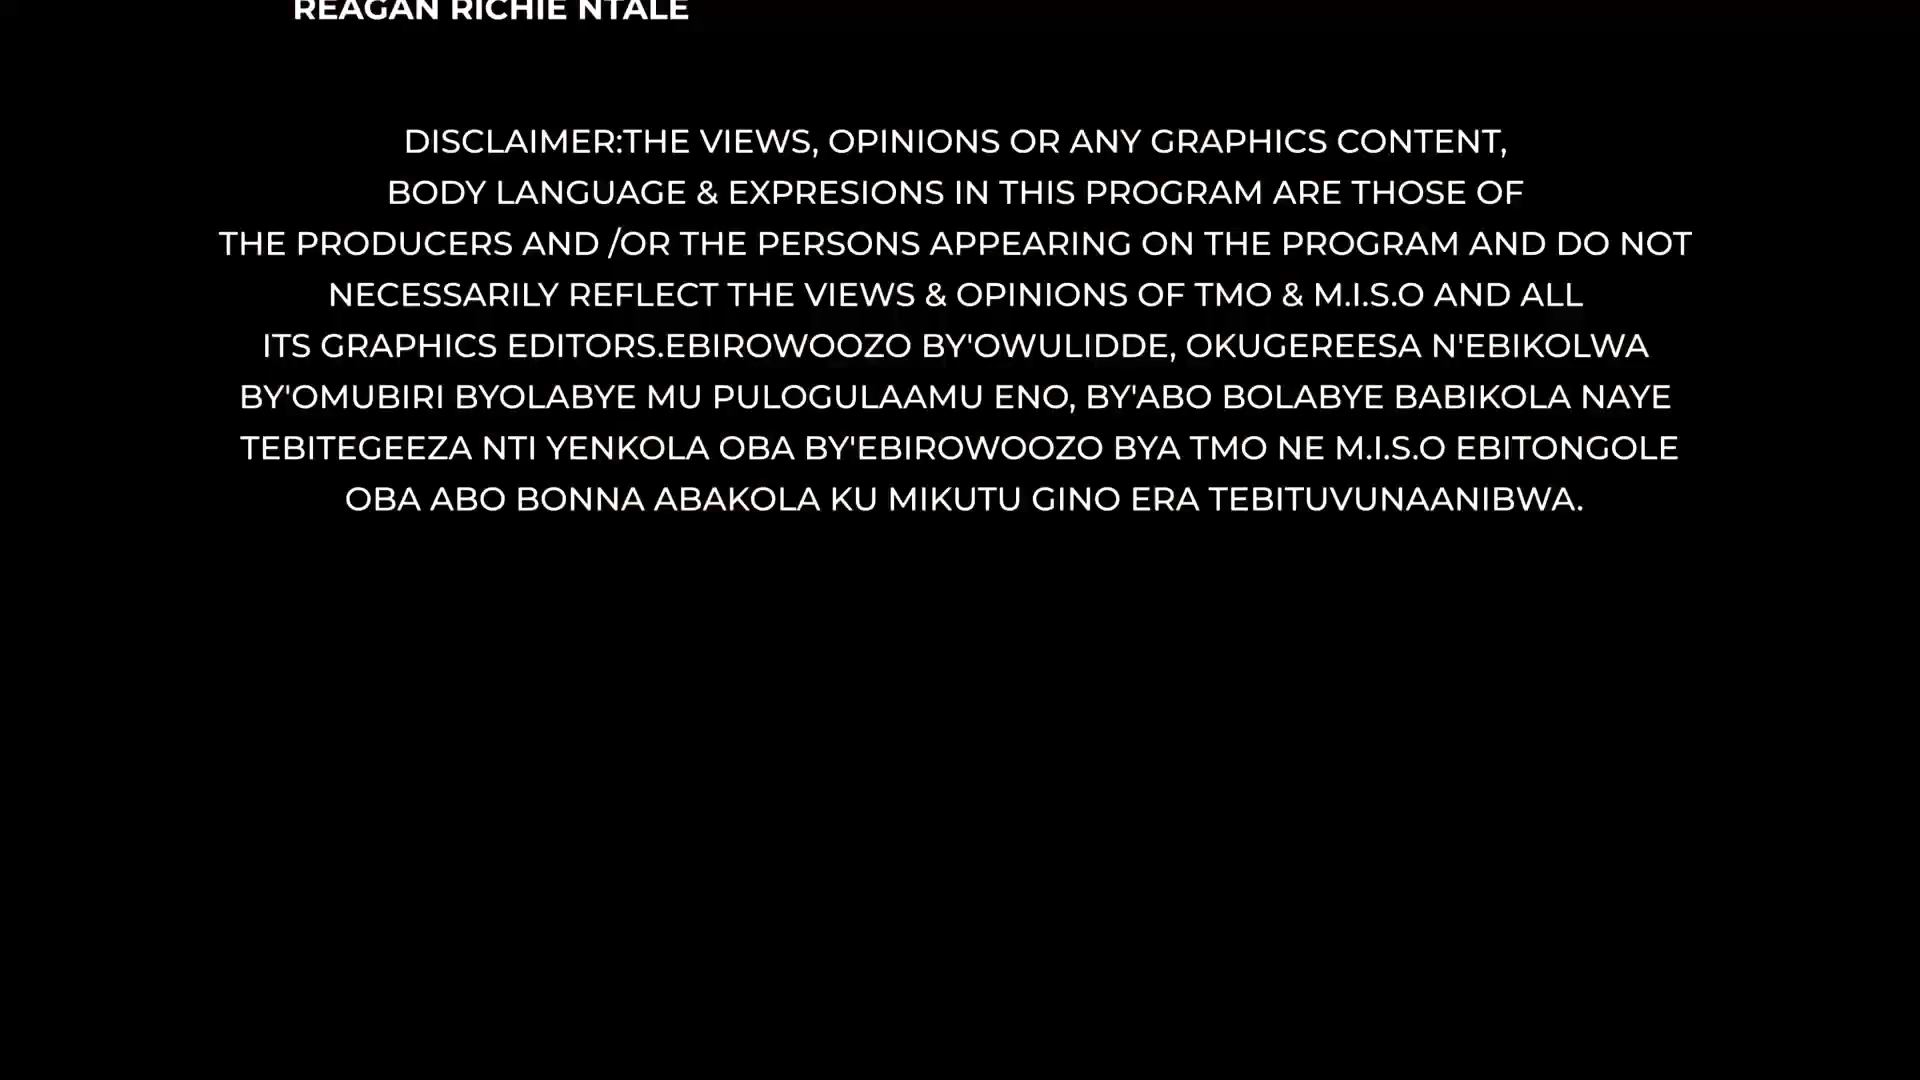 REAGAN RICHIE NTALE
DISCLAIMER:THE VIEWS, OPINIONS OR ANY GRAPHICS CONTENT,
BODY LANGUAGE & EXPRESIONS IN THIS PROGRAM ARE THOSE OF
THE PRODUCERS AND /OR THE PERSONS APPEARING ON THE PROGRAM AND DO NOT
NECESSARILY REFLECT THE VIEWS & OPINIONS OF TMO & M.I.S.O AND ALL
ITS GRAPHICS EDITORS.EBIROWOOZO BY'OWULIDDE, OKUGEREESA N'EBIKOLWA
BY'OMUBIRI BYOLABYE MU PULOGULAAMU ENO, BY'ABO BOLABYE BABIKOLA NAYE
TEBITEGEEZA NTI YENKOLA OBA BY'EBIROWOOZO BYA TMO NE M.I.S.O EBITONGOLE
OBA ABO BONNA ABAKOLA KU MIKUTU GINO ERA TEBITUVUNAANIBWA.